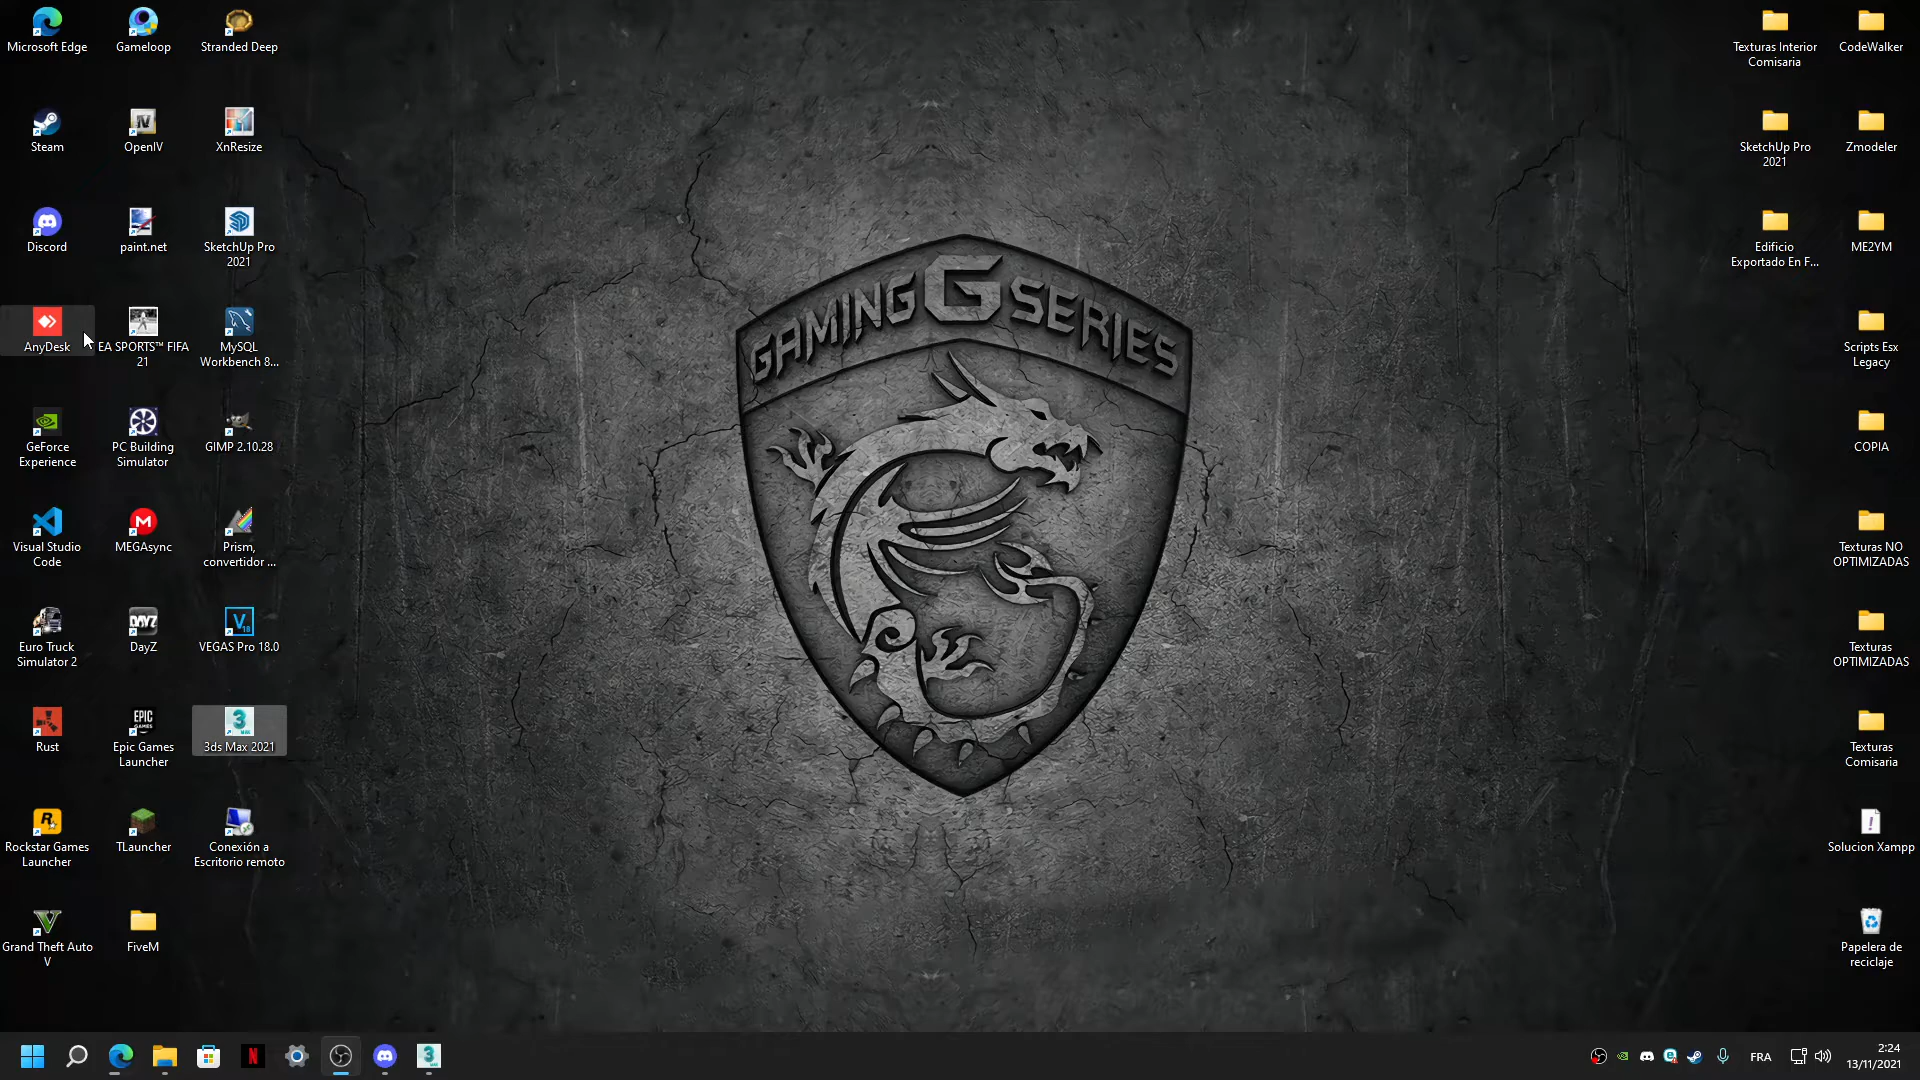 Microsoft Edge
Gameloop
Stranded Deep
Texturas Interior
Comisaria
CodeWalker
Steam
OpenIV
XnResize
SketchUp Pro
2021
Zmodeler
Discord
paint.net
SketchUp Pro
2021
Edificio
Exportado En F...
ME2YM
AnyDesk
EA SPORTS™ FIFA
21
MySQL
Workbench 8...
Scripts Esx
Legacy
GeForce
Experience
PC Building
Simulator
GIMP 2.10.28
COPIA
Visual Studio
Code
MEGAsync
Prism,
convertidor ...
Texturas NO
OPTIMIZADAS
Euro Truck
Simulator 2
DayZ
VEGAS Pro 18.0
Texturas
OPTIMIZADAS
Rust
Epic Games
Launcher
3ds Max 2021
Texturas
Comisaria
Rockstar Games
Launcher
TLauncher
Conexión a
Escritorio remoto
Solucion Xampp
Grand Theft Auto
V
FiveM
Papelera de
reciclaje
GAMING G SERIES
FRA
2:24
13/11/2021